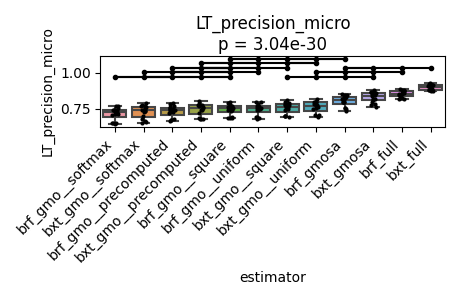 LT_precision_micro
p = 3.04e-30
LT_precision_micro
1.00
0.75
brf_gmo__softmax
bxt_gmo__softmax
brf_gmo__precomputed
bxt_gmo__precomputed
brf_gmo__square
brf_gmo__uniform
bxt_gmo__square
bxt_gmo__uniform
brf_gmosa
bxt_gmosa
brf_full
bxt_full
estimator